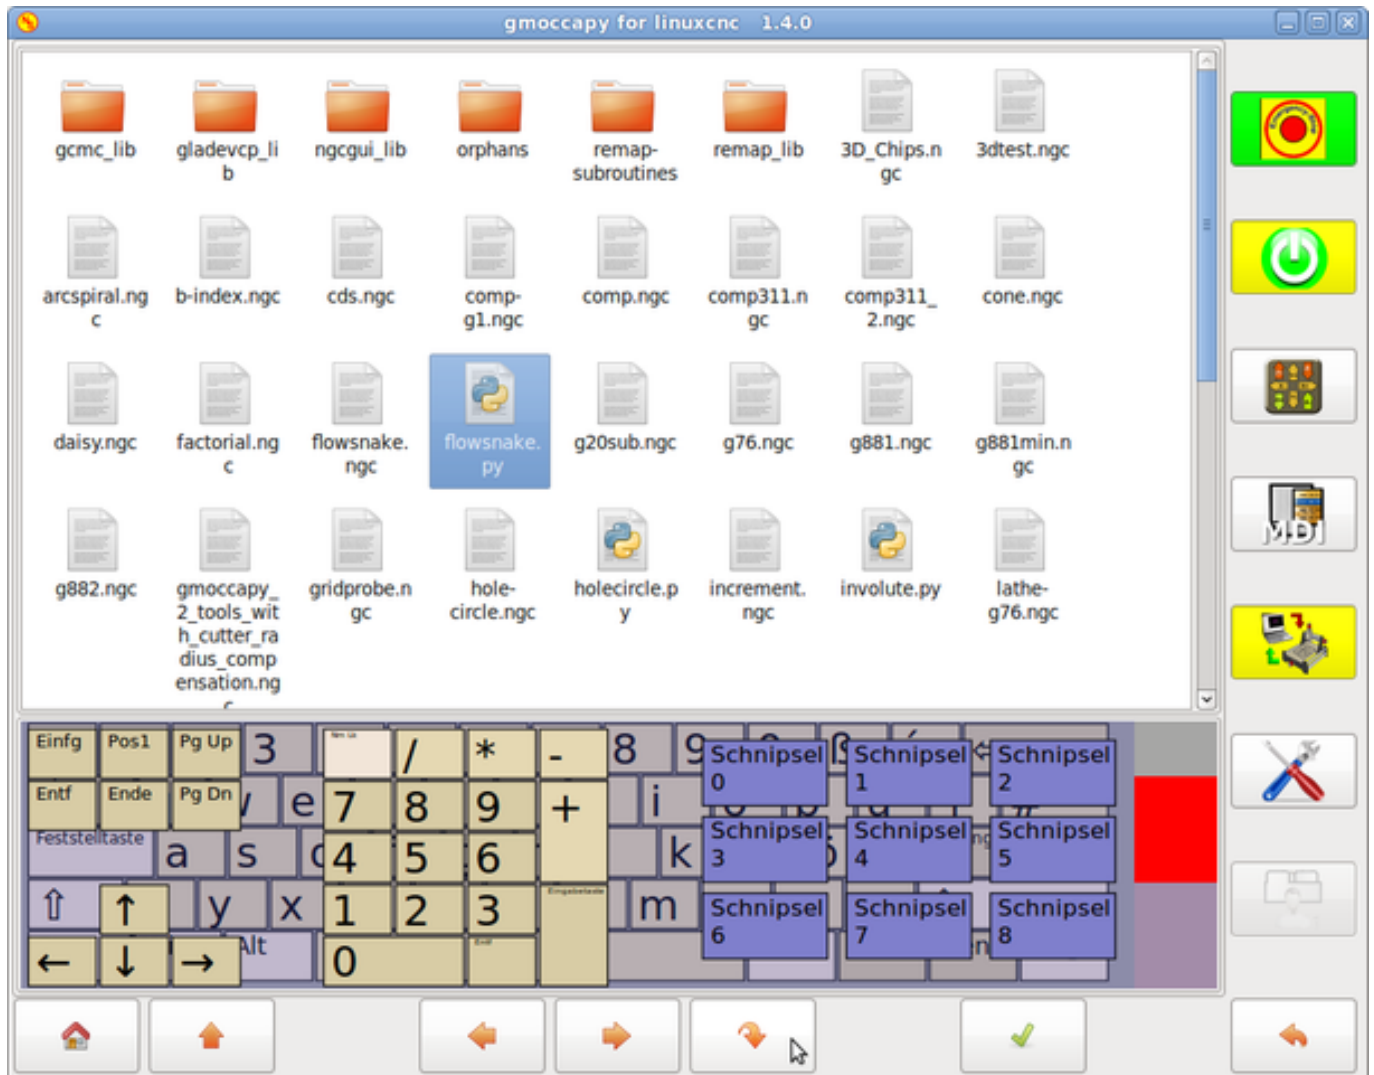 gmoccapy for linuxcnc 1.4.0
gcmc_lib
gladevcp_li
b
ngcgui_lib
orphans
remap-
subroutines
remap_lib
3D_Chips.n
gc
3dtest.ngc
arcspiral.ng
c
b-index.ngc
cds.ngc
comp-
g1.ngc
comp.ngc
comp311.n
gc
comp311_
2.ngc
cone.ngc
daisy.ngc
factorial.ng
c
flowsnake.
ngc
flowsnake.
py
g20sub.ngc
g76.ngc
g881.ngc
g881min.n
gc
g882.ngc
gmoccapy_
2_tools_wit
h_cutter_ra
dius_comp
ensation.ng
c
gridprobe.n
gc
hole-
circle.ngc
holecircle.p
y
increment.
ngc
involute.py
lathe-
g76.ngc
MDI
Einfg Pos1 Pg Up 3 / * - 8 9
Entf Ende Pg Dn e 7 8 9 + i
Feststelltaste a s 4 5 6 k
⇧ ↑ y x 1 2 3 Eingabetaste m
← ↓ → Alt 0 Entf
Schnipsel
0
Schnipsel
1
Schnipsel
2
Schnipsel
3
Schnipsel
4
Schnipsel
5
Schnipsel
6
Schnipsel
7
Schnipsel
8